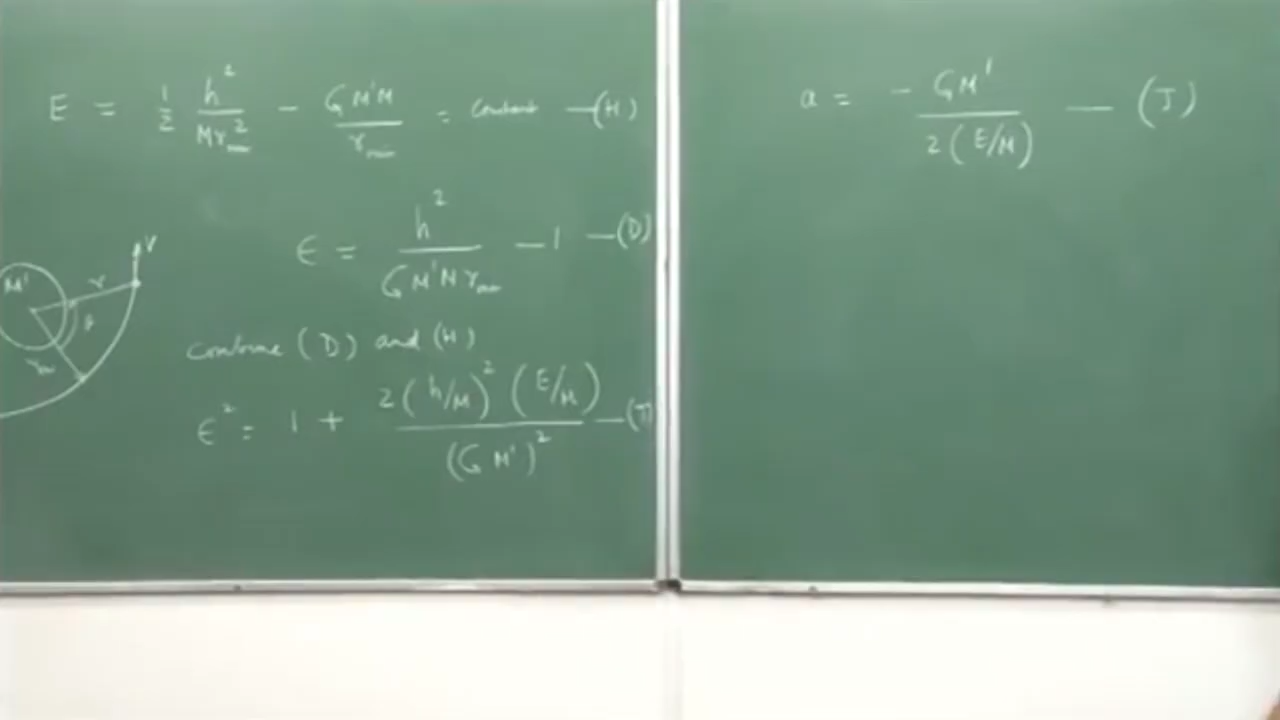 E = 1/2 h²/Mr²ₘᵢₙ − GM'M/rₘᵢₙ = Constant —(H)
ϵ = h²/GM'Mrₘᵢₙ − 1 —(D)
V
M'
r
θ
Combine (D) and (H)
ϵ² = 1 + 2(h/M)²(E/M)/(GM')²
a = − GM'/2(E/M) — (J)